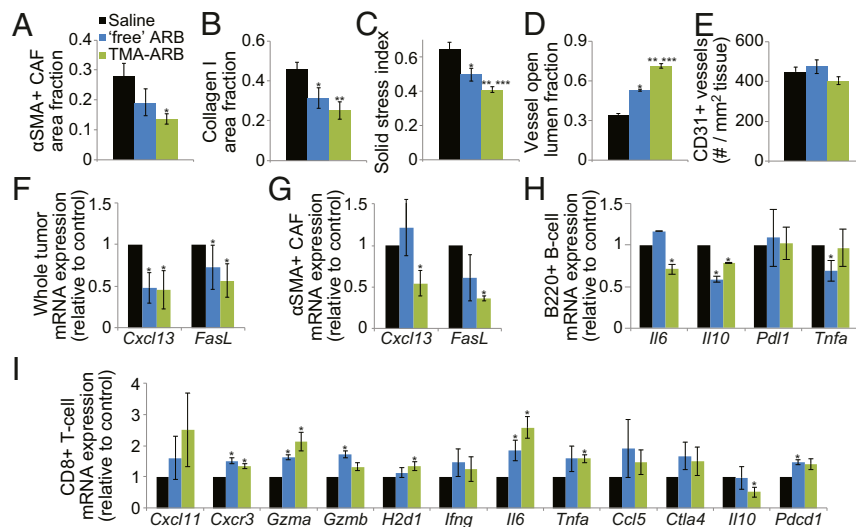 A
Saline
'free' ARB
TMA-ARB
αSMA+ CAF
area fraction
0.4
0.3
0.2
0.1
0
*
B
Collagen I
area fraction
0.6
0.4
0.2
0
* **
C
Solid stress index
0.6
0.4
0.2
0
* **,***
D
Vessel open
lumen fraction
0.9
0.6
0.3
0
* **,***
E
CD31+ vessels
(# / mm² tissue)
600
400
200
0
F
Whole tumor
mRNA expression
(relative to control)
1.5
1
0.5
0
* * * *
Cxcl13 FasL
G
αSMA+ CAF
mRNA expression
(relative to control)
1.5
1
0.5
0
* *
Cxcl13 FasL
H
B220+ B-cell
mRNA expression
(relative to control)
1.5
1
0.5
0
* * * *
Il6 Il10 Pdl1 Tnfa
I
CD8+ T-cell
mRNA expression
(relative to control)
4
3
2
1
0
* * * * * * * * * * *
Cxcl11 Cxcr3 Gzma Gzmb H2d1 Ifng Il6 Tnfa Ccl5 Ctla4 Il10 Pdcd1